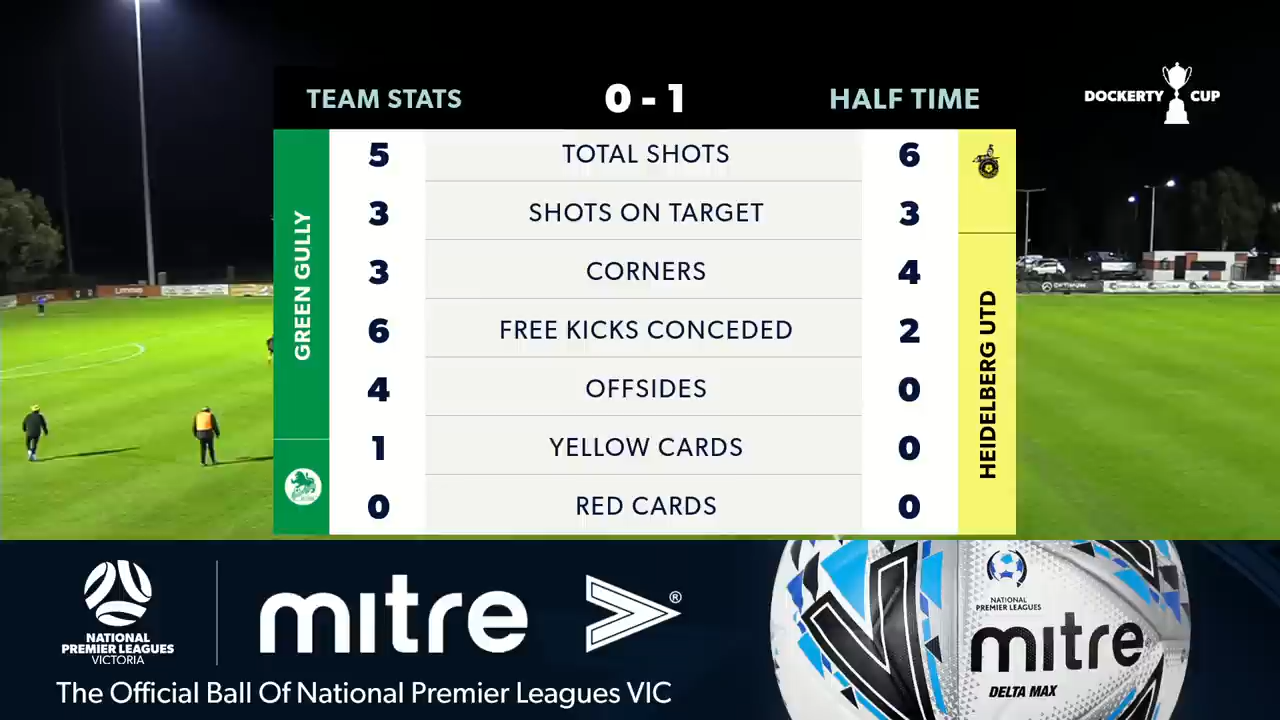 TEAM STATS 0 - 1 HALF TIME
DOCKERTY CUP
GREEN GULLY
HEIDELBERG UTD
5 TOTAL SHOTS 6
3 SHOTS ON TARGET 3
3 CORNERS 4
6 FREE KICKS CONCEDED 2
4 OFFSIDES 0
1 YELLOW CARDS 0
0 RED CARDS 0
NATIONAL
PREMIER LEAGUES
VICTORIA
mitre ®
The Official Ball Of National Premier Leagues VIC
NATIONAL
PREMIER LEAGUES
mitre
DELTA MAX